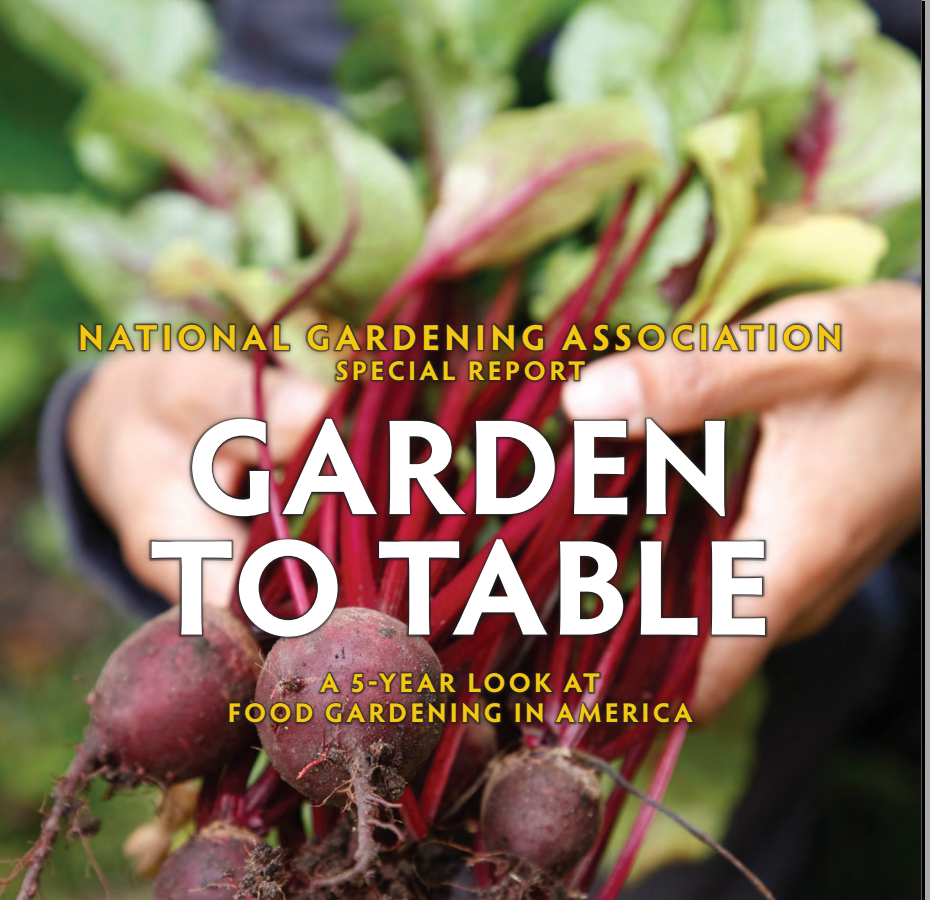 NATIONAL GARDENING ASSOCIATION
SPECIAL REPORT
GARDEN
TO TABLE
A 5-YEAR LOOK AT
FOOD GARDENING IN AMERICA